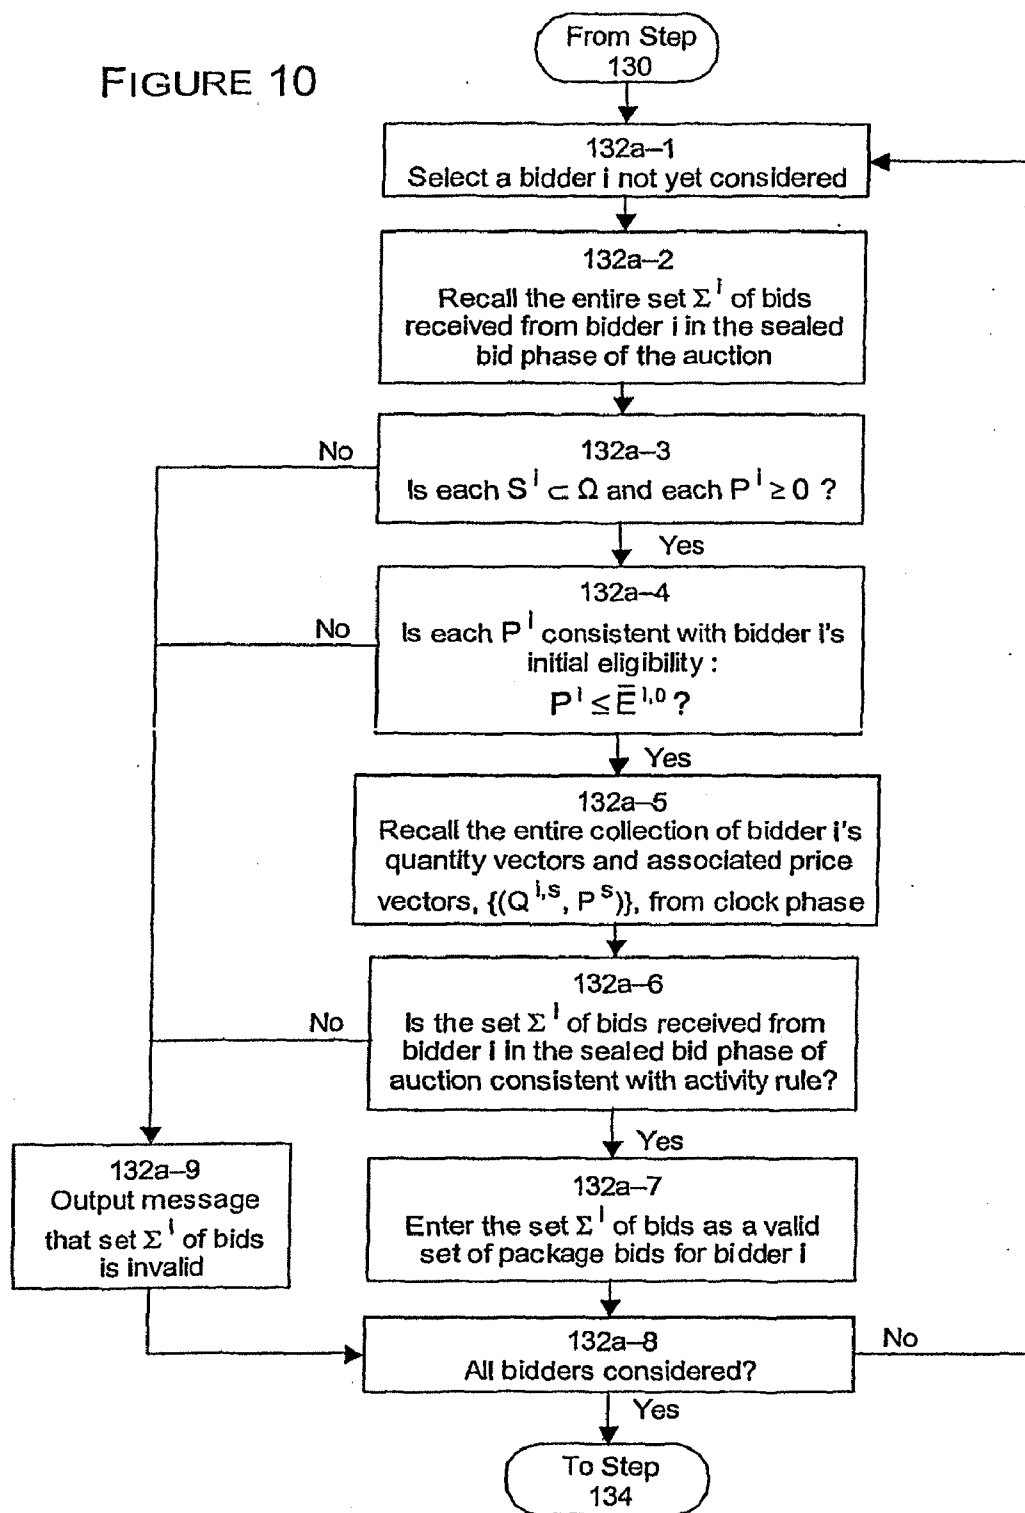 FIGURE 10
From Step
130
132a–1
Select a bidder i not yet considered
132a–2
Recall the entire set Σ^i of bids
received from bidder i in the sealed
bid phase of the auction
No
132a–3
Is each S^i ⊂ Ω and each P^i ≥ 0 ?
Yes
132a–4
No
Is each P^i consistent with bidder i's
initial eligibility :
P^i ≤ Ē^{i,0} ?
Yes
132a–5
Recall the entire collection of bidder i's
quantity vectors and associated price
vectors, {(Q^{i,s}, P^s)}, from clock phase
132a–6
No
Is the set Σ^i of bids received from
bidder i in the sealed bid phase of
auction consistent with activity rule?
Yes
132a–9
Output message
that set Σ^i of bids
is invalid
132a–7
Enter the set Σ^i of bids as a valid
set of package bids for bidder i
132a–8
All bidders considered?
No
Yes
To Step
134